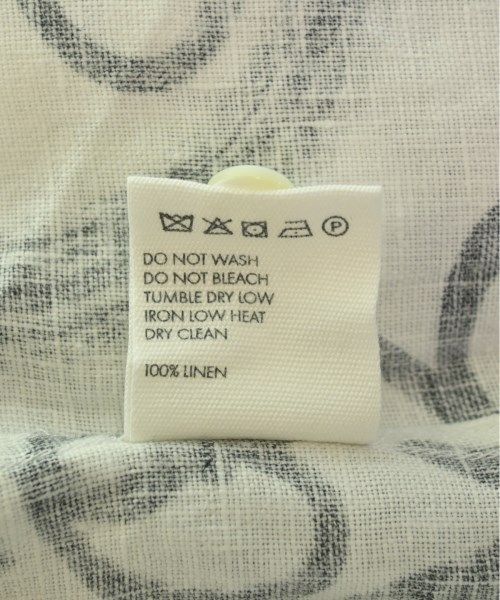 P
DO NOT WASH
DO NOT BLEACH
TUMBLE DRY LOW
IRON LOW HEAT
DRY CLEAN
100% LINEN